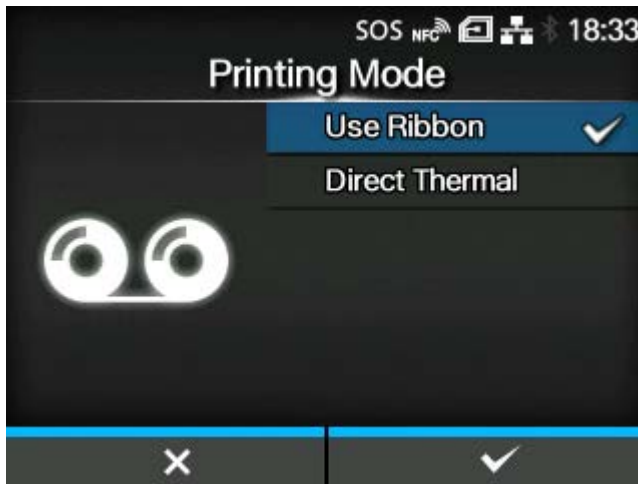 SOS NFC 18:33
Printing Mode
Use Ribbon
Direct Thermal